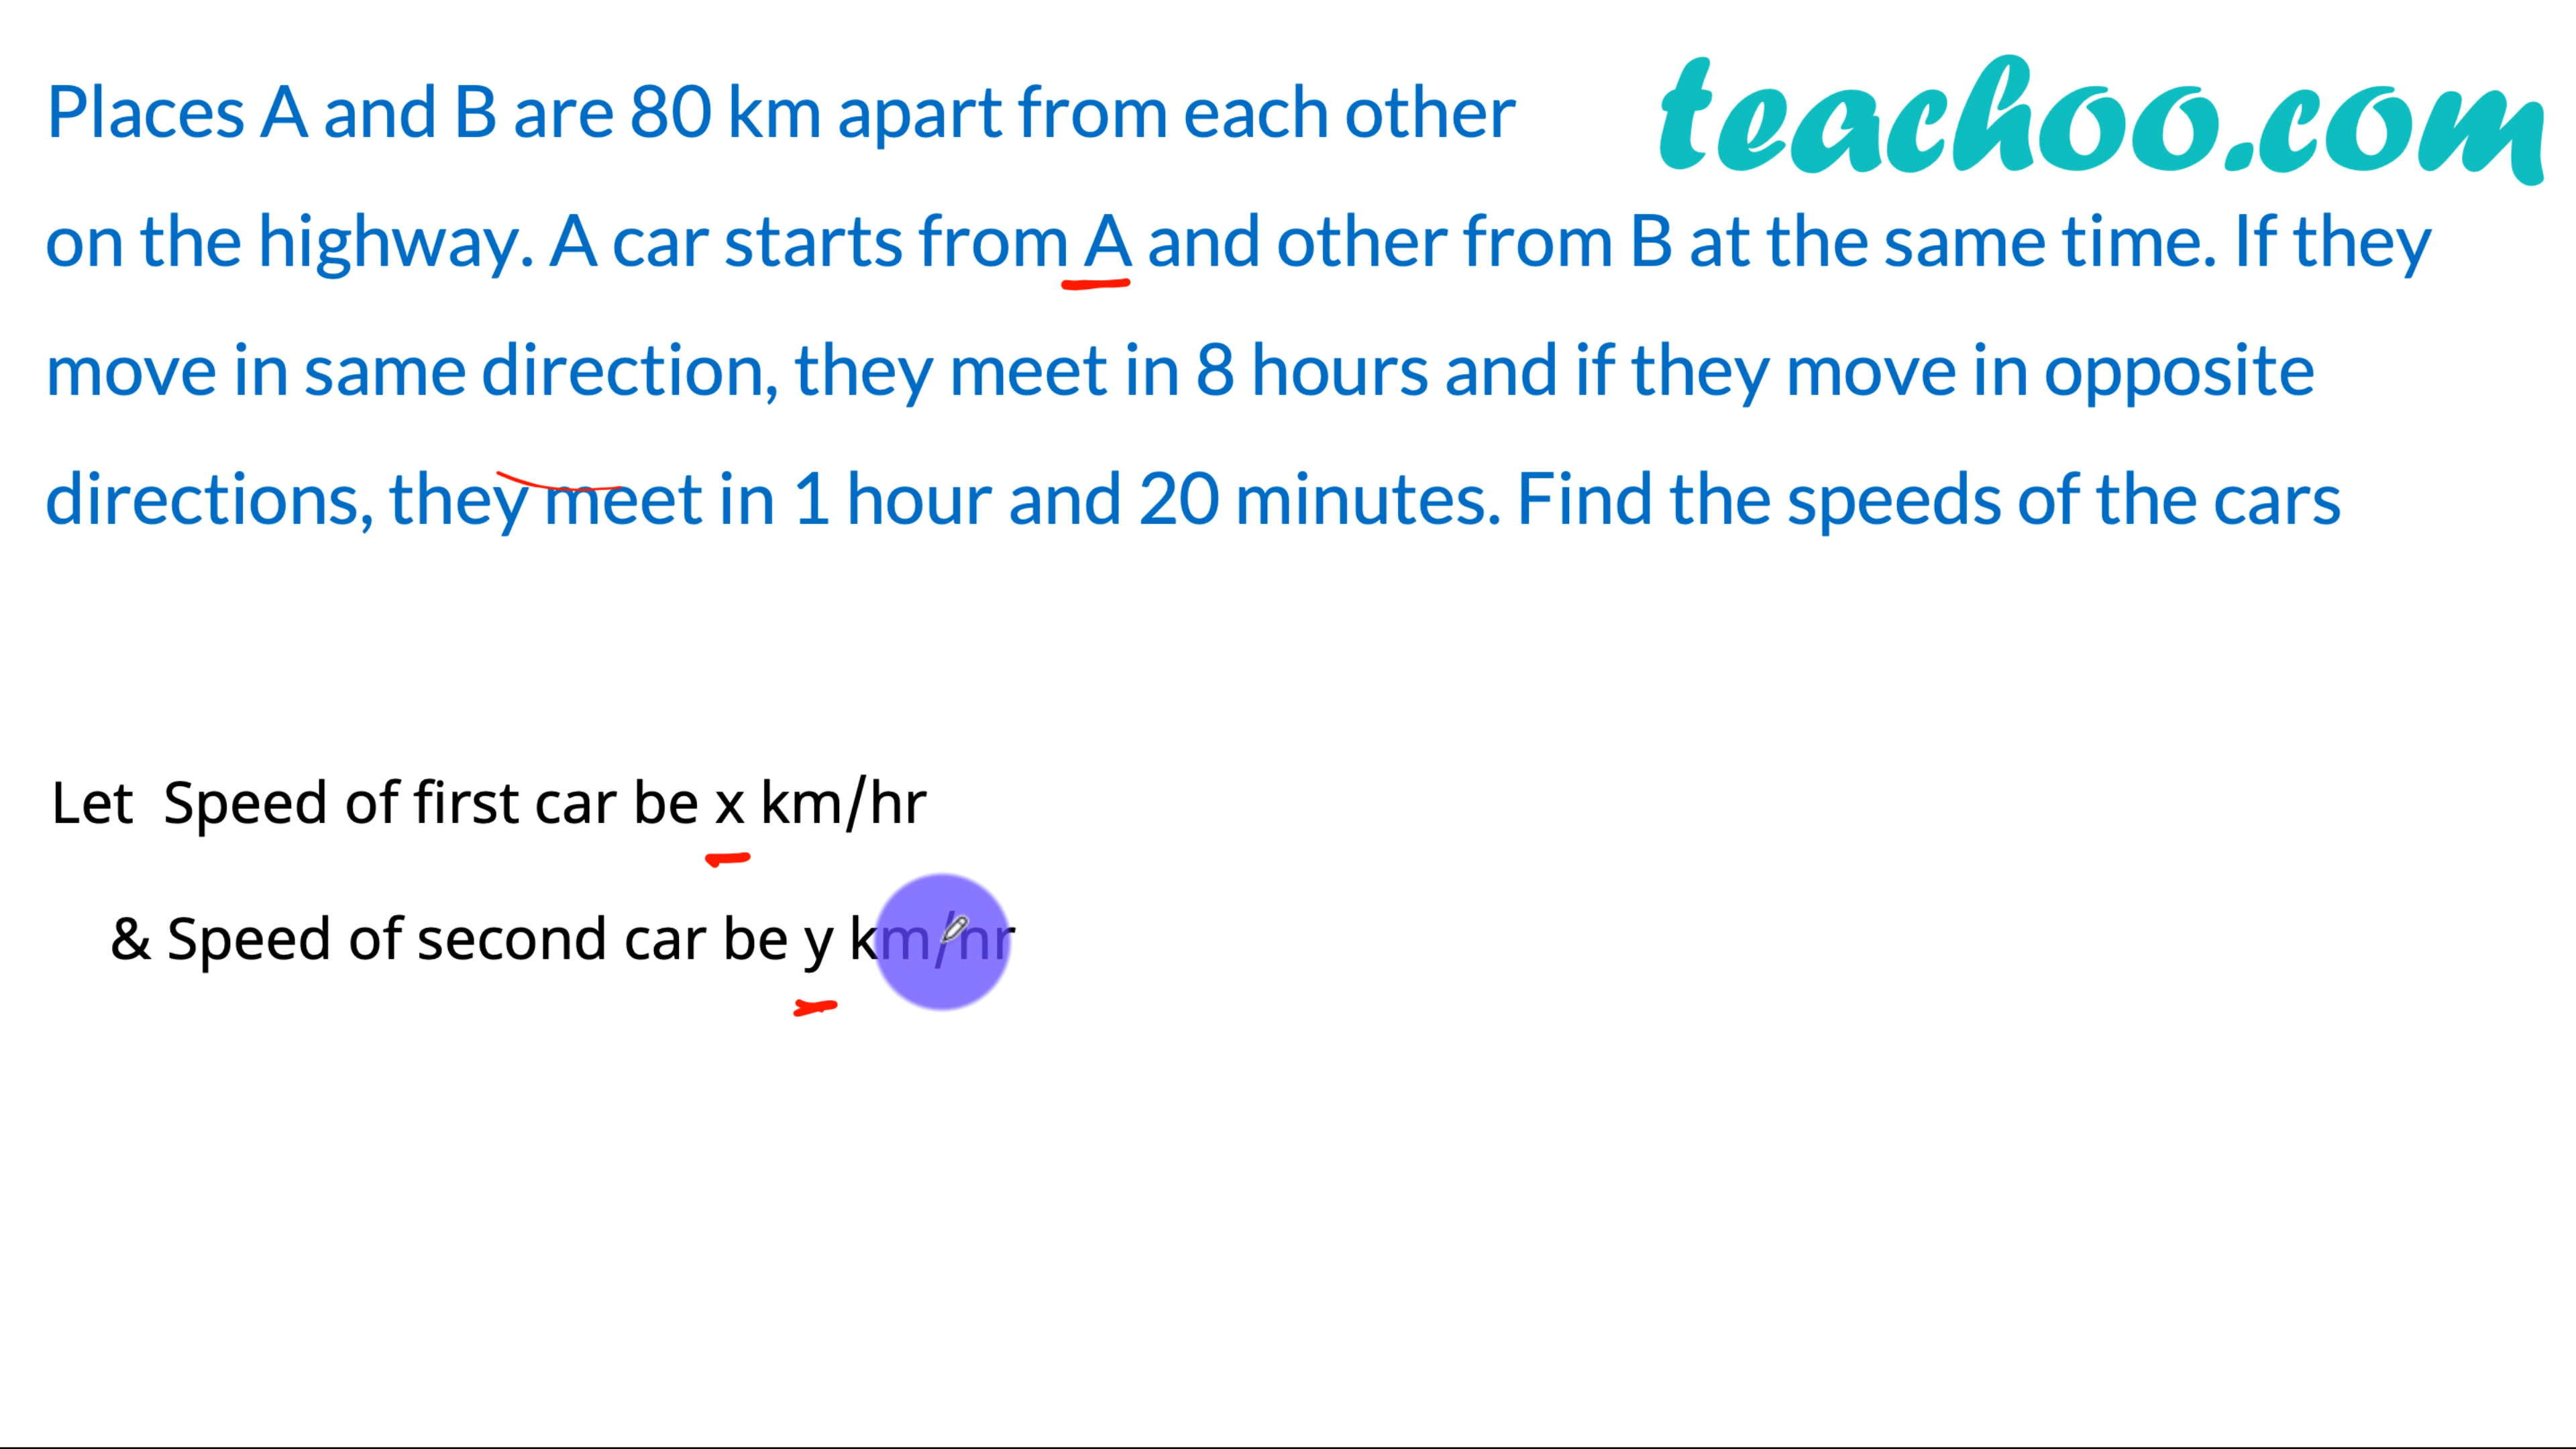 Places A and B are 80 km apart from each other
teachoo.com
on the highway. A car starts from A and other from B at the same time. If they
move in same direction, they meet in 8 hours and if they move in opposite
directions, they meet in 1 hour and 20 minutes. Find the speeds of the cars
Let Speed of first car be x km/hr
& Speed of second car be y km/hr